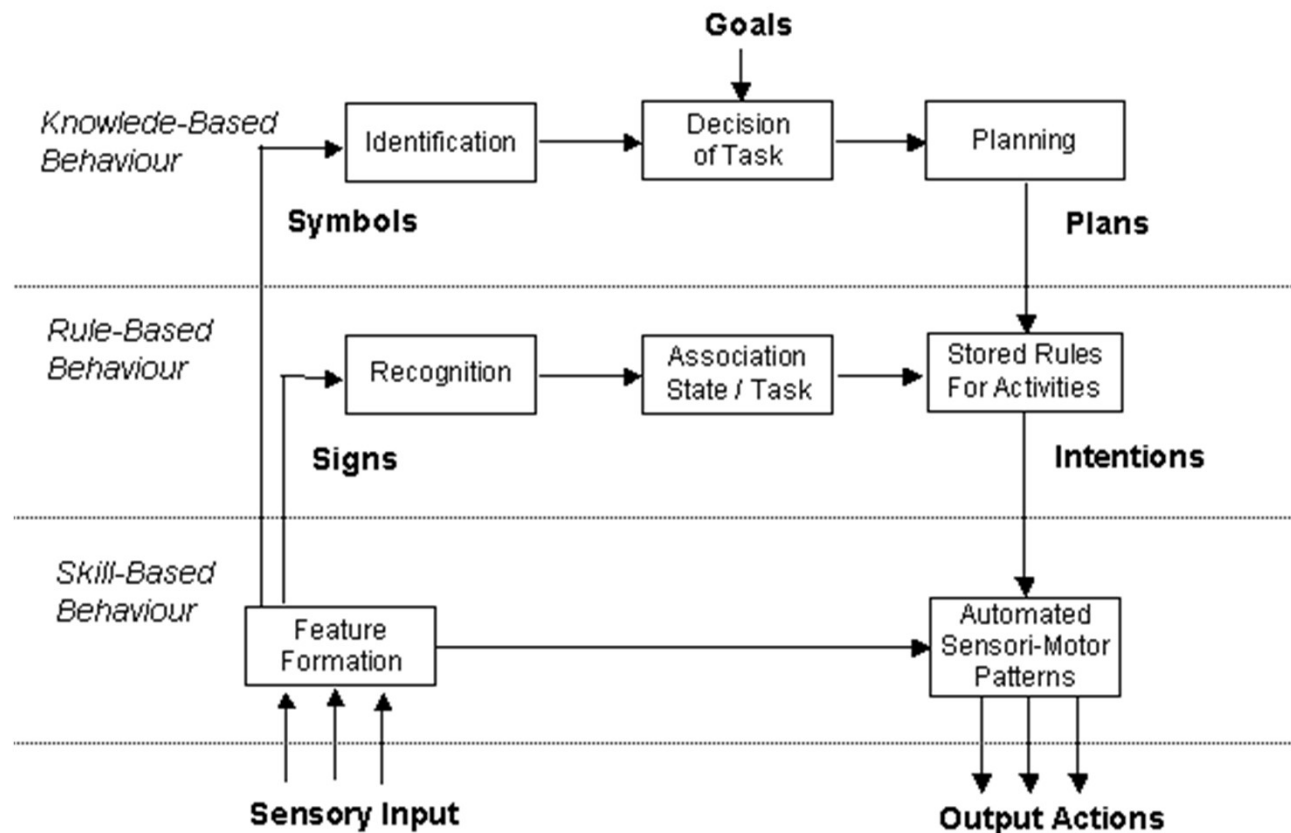 Goals
Knowlede-Based
Behaviour
Identification
Decision
of Task
Planning
Symbols
Plans
Rule-Based
Behaviour
Recognition
Association
State / Task
Stored Rules
For Activities
Signs
Intentions
Skill-Based
Behaviour
Feature
Formation
Automated
Sensori-Motor
Patterns
Sensory Input
Output Actions